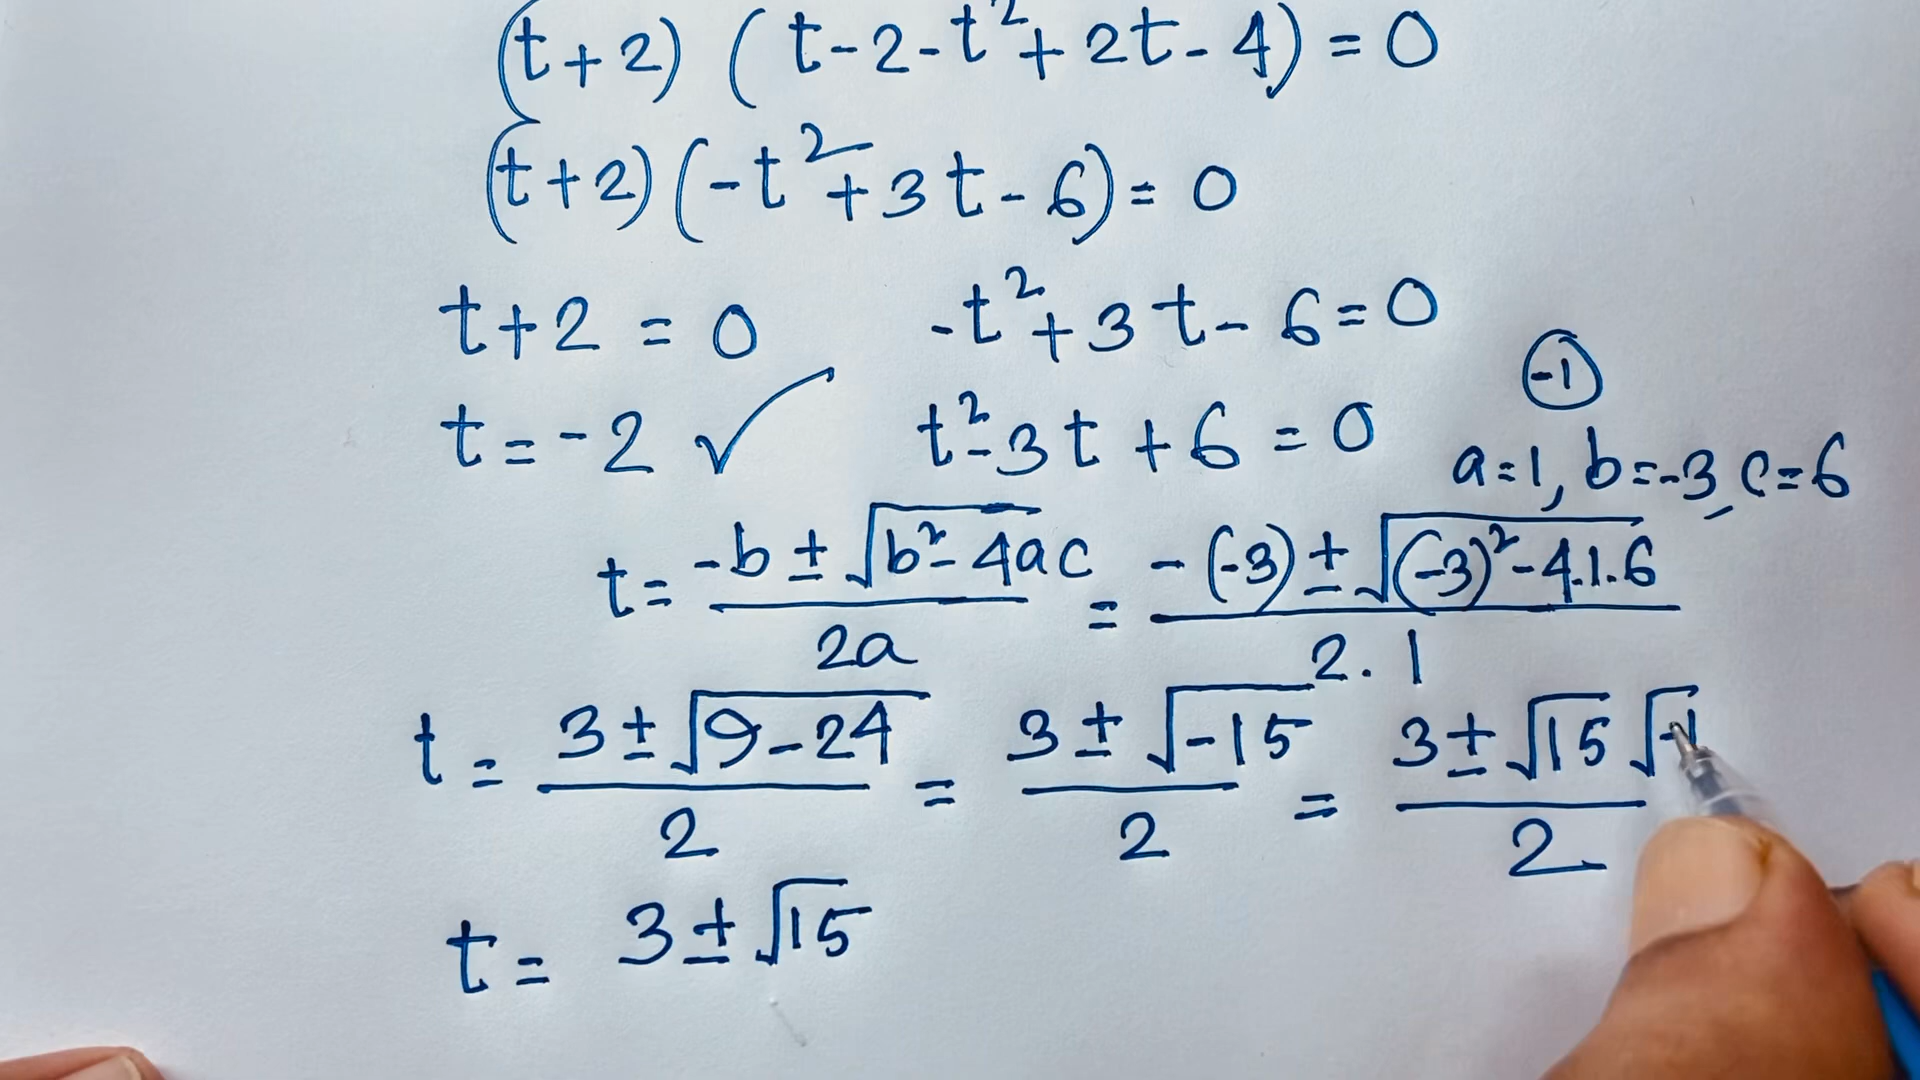 (t+2) (t-2-t²+2t-4) = 0
(t+2) (-t²+3t-6) = 0
t+2 = 0 -t²+3t-6=0
(-1)
t=-2 ✓ t²-3t+6=0
a=1, b=-3, c=6
t= (-b±√(b²-4ac))/2a = (-(-3)±√((-3)²-4.1.6))/2.1
t= (3±√(9-24))/2 = (3±√(-15))/2 = (3±√15 √-1)/2
t= 3±√15